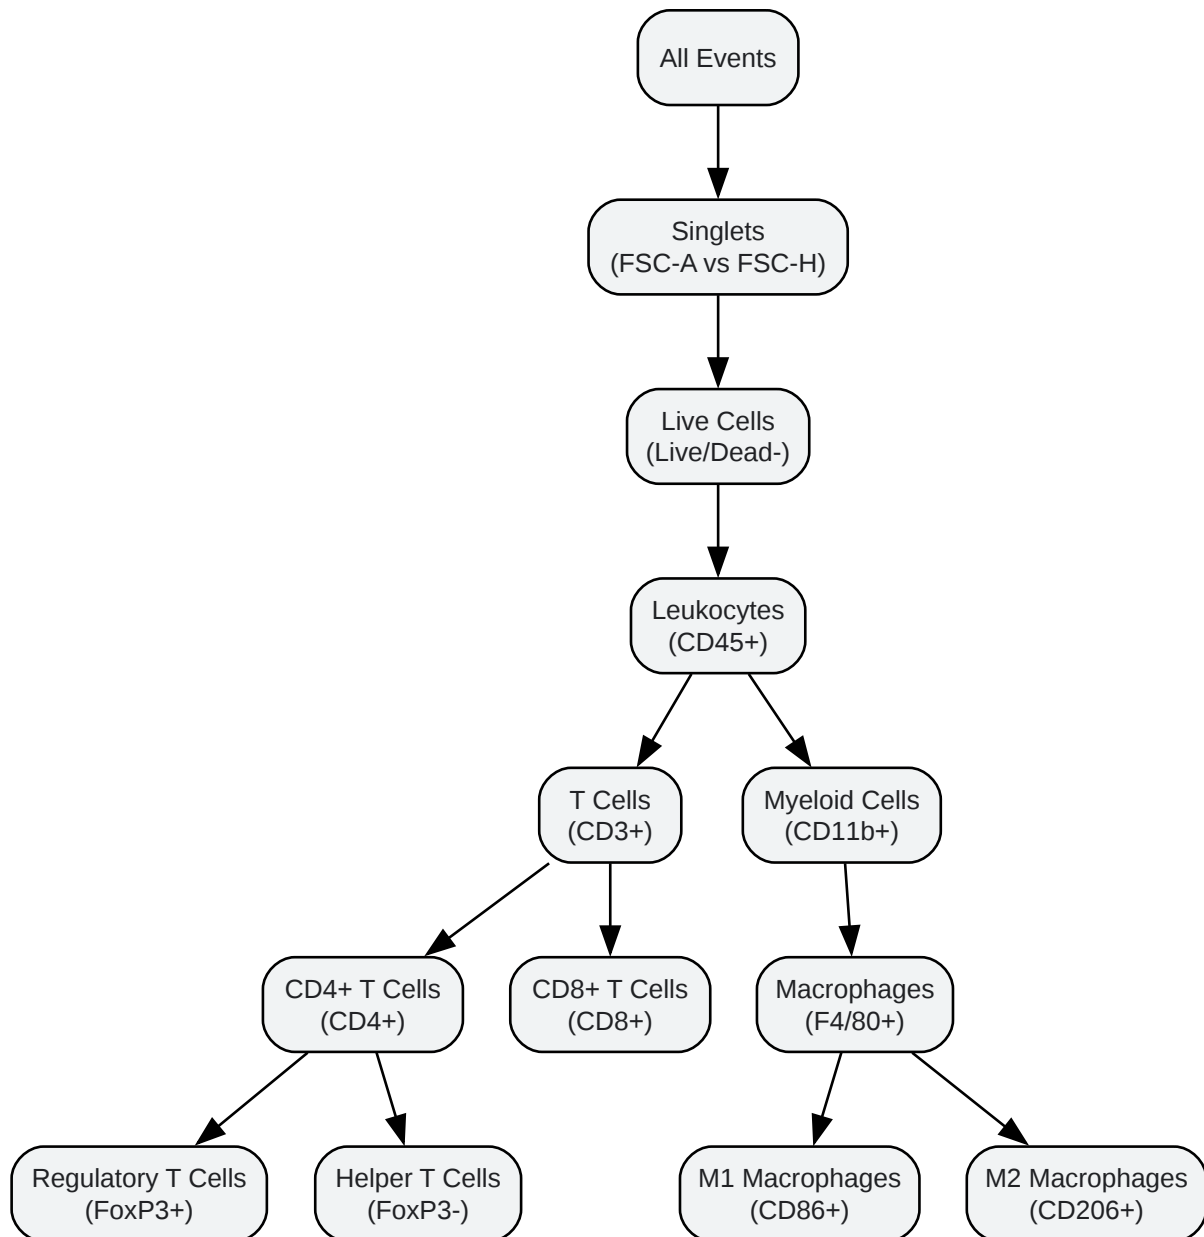 All Events
Singlets
(FSC-A vs FSC-H)
Live Cells
(Live/Dead-)
Leukocytes
(CD45+)
T Cells
(CD3+)
Myeloid Cells
(CD11b+)
CD4+ T Cells
(CD4+)
CD8+ T Cells
(CD8+)
Macrophages
(F4/80+)
Regulatory T Cells
(FoxP3+)
Helper T Cells
(FoxP3-)
M1 Macrophages
(CD86+)
M2 Macrophages
(CD206+)